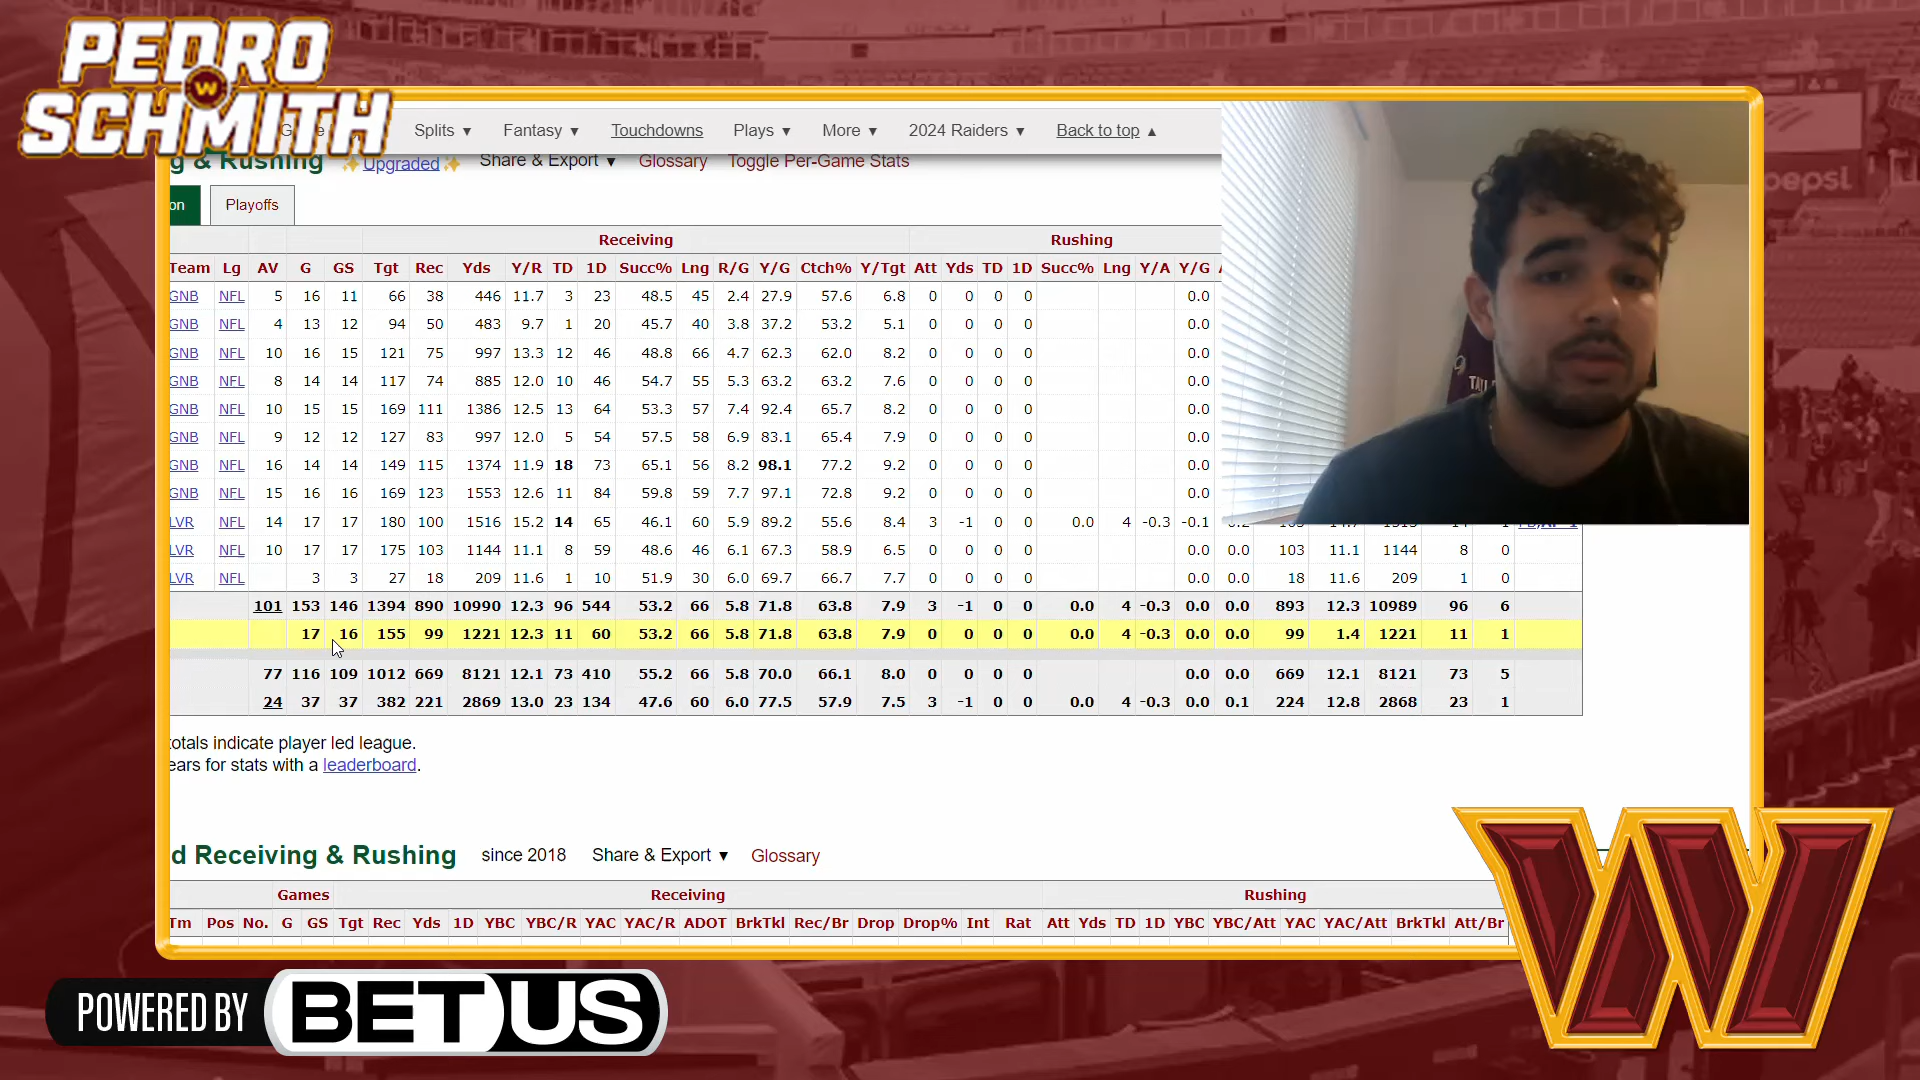 PEDRO
SCHMITH
W
Splits ▼ Fantasy ▼ Touchdowns Plays ▼ More ▼ 2024 Raiders ▼ Back to top ▲
g & Rushing ✨Upgraded✨ Share & Export ▼ Glossary Toggle Per-Game Stats
on Playoffs
Receiving Rushing
Team Lg AV G GS Tgt Rec Yds Y/R TD 1D Succ% Lng R/G Y/G Ctch% Y/Tgt Att Yds TD 1D Succ% Lng Y/A Y/G
GNB NFL 5 16 11 66 38 446 11.7 3 23 48.5 45 2.4 27.9 57.6 6.8 0 0 0 0 0.0
GNB NFL 4 13 12 94 50 483 9.7 1 20 45.7 40 3.8 37.2 53.2 5.1 0 0 0 0 0.0
GNB NFL 10 16 15 121 75 997 13.3 12 46 48.8 66 4.7 62.3 62.0 8.2 0 0 0 0 0.0
GNB NFL 8 14 14 117 74 885 12.0 10 46 54.7 55 5.3 63.2 63.2 7.6 0 0 0 0 0.0
GNB NFL 10 15 15 169 111 1386 12.5 13 64 53.3 57 7.4 92.4 65.7 8.2 0 0 0 0 0.0
GNB NFL 9 12 12 127 83 997 12.0 5 54 57.5 58 6.9 83.1 65.4 7.9 0 0 0 0 0.0
GNB NFL 16 14 14 149 115 1374 11.9 18 73 65.1 56 8.2 98.1 77.2 9.2 0 0 0 0 0.0
GNB NFL 15 16 16 169 123 1553 12.6 11 84 59.8 59 7.7 97.1 72.8 9.2 0 0 0 0 0.0
LVR NFL 14 17 17 180 100 1516 15.2 14 65 46.1 60 5.9 89.2 55.6 8.4 3 -1 0 0 0.0 4 -0.3 -0.1
LVR NFL 10 17 17 175 103 1144 11.1 8 59 48.6 46 6.1 67.3 58.9 6.5 0 0 0 0 0.0 0.0 103 11.1 1144 8 0
LVR NFL 3 3 27 18 209 11.6 1 10 51.9 30 6.0 69.7 66.7 7.7 0 0 0 0 0.0 0.0 18 11.6 209 1 0
101 153 146 1394 890 10990 12.3 96 544 53.2 66 5.8 71.8 63.8 7.9 3 -1 0 0 0.0 4 -0.3 0.0 0.0 893 12.3 10989 96 6
17 16 155 99 1221 12.3 11 60 53.2 66 5.8 71.8 63.8 7.9 0 0 0 0 0.0 4 -0.3 0.0 0.0 99 1.4 1221 11 1
77 116 109 1012 669 8121 12.1 73 410 55.2 66 5.8 70.0 66.1 8.0 0 0 0 0 0.0 0.0 669 12.1 8121 73 5
24 37 37 382 221 2869 13.0 23 134 47.6 60 6.0 77.5 57.9 7.5 3 -1 0 0 0.0 4 -0.3 0.0 0.1 224 12.8 2868 23 1
totals indicate player led league.
ears for stats with a leaderboard.
d Receiving & Rushing since 2018 Share & Export ▼ Glossary
Games Receiving Rushing
Tm Pos No. G GS Tgt Rec Yds 1D YBC YBC/R YAC YAC/R ADOT BrkTkl Rec/Br Drop Drop% Int Rat Att Yds TD 1D YBC YBC/Att YAC YAC/Att BrkTkl Att/Br
pepsi
W
POWERED BY BETUS